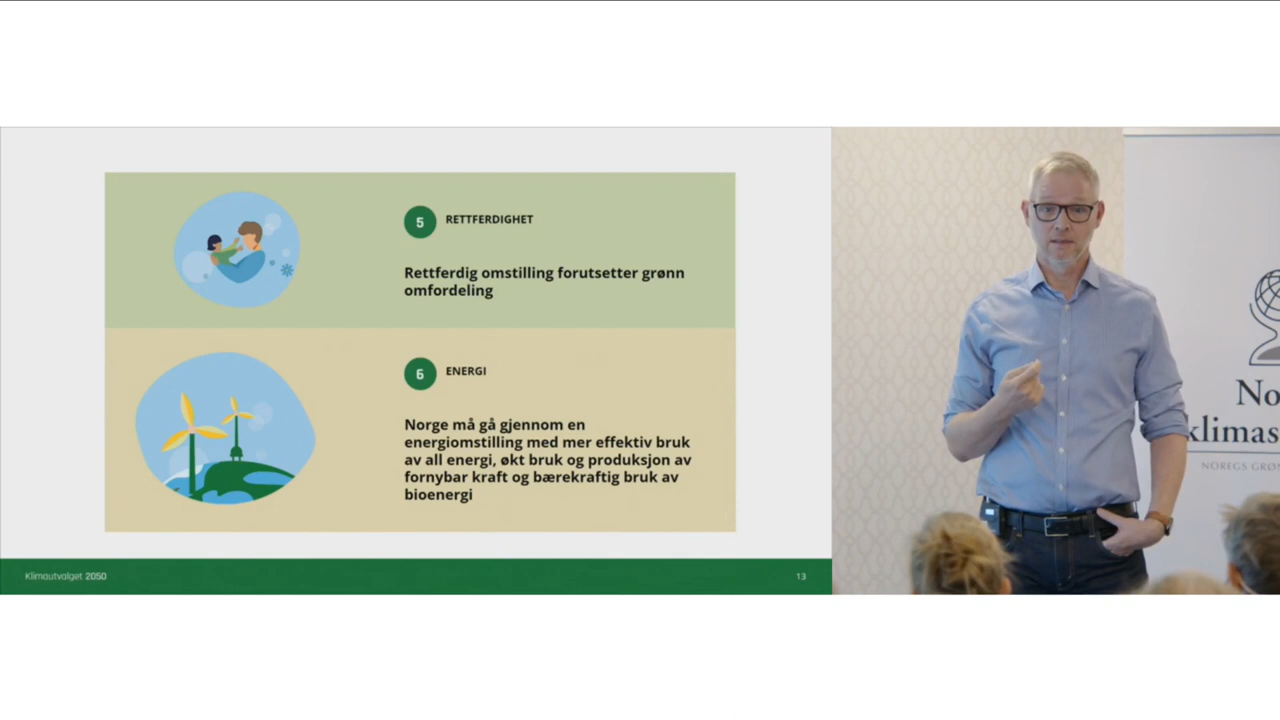 5 RETTFERDIGHET
Rettferdig omstilling forutsetter grønn
omfordeling
6 ENERGI
Norge må gå gjennom en
energiomstilling med mer effektiv bruk
av all energi, økt bruk og produksjon av
fornybar kraft og bærekraftig bruk av
bioenergi
Klimautvalget 2050
13
No
klimas
NOREGS GRØN